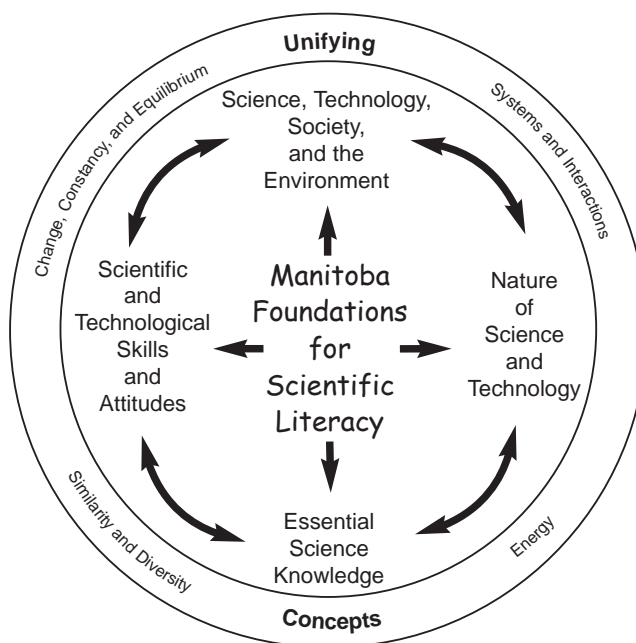 Unifying
Change, Constancy, and Equilibrium
Systems and Interactions
Science, Technology,
Society,
and the
Environment
Scientific
and
Technological
Skills
and
Attitudes
Manitoba
Foundations
for
Scientific
Literacy
Nature
of
Science
and
Technology
Essential
Science
Knowledge
Similarity and Diversity
Energy
Concepts